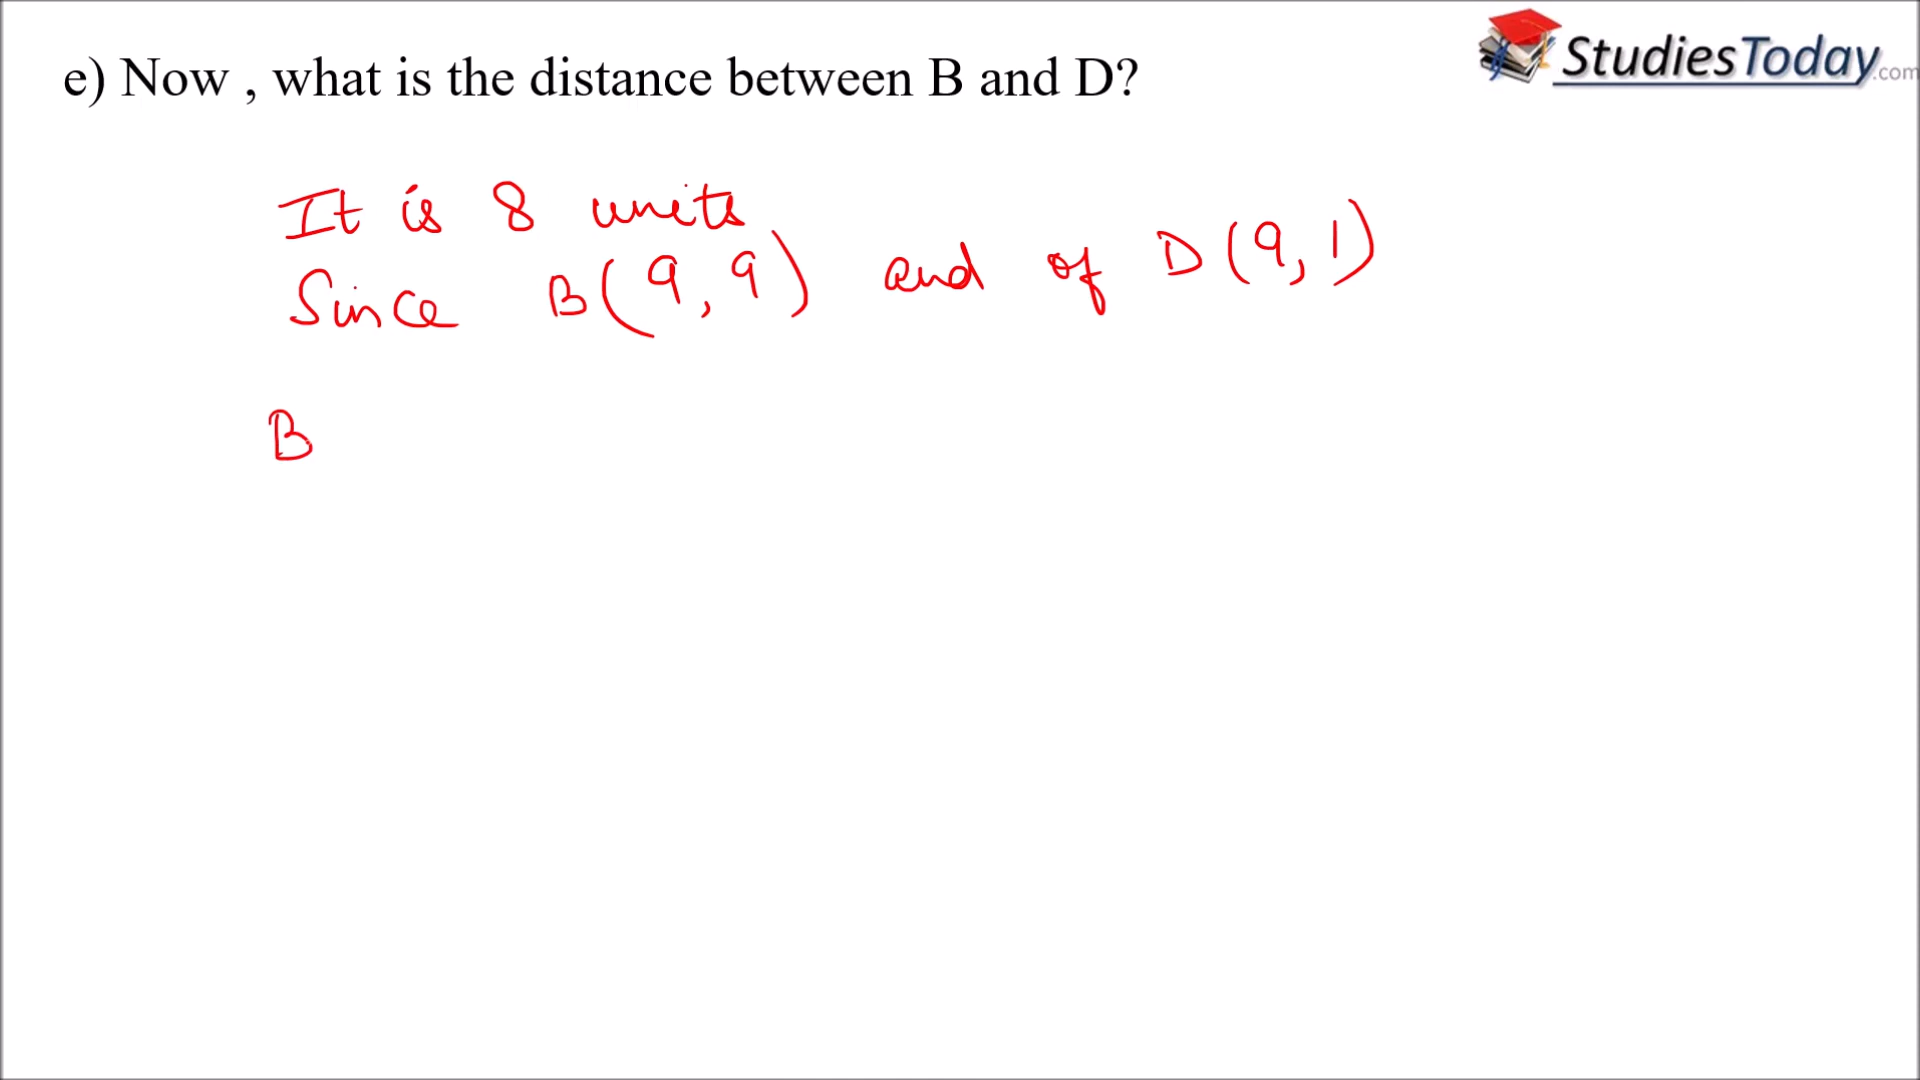 e) Now , what is the distance between B and D?
StudiesToday.com
It is 8 units
Since B(9, 9) and of D(9, 1)
B